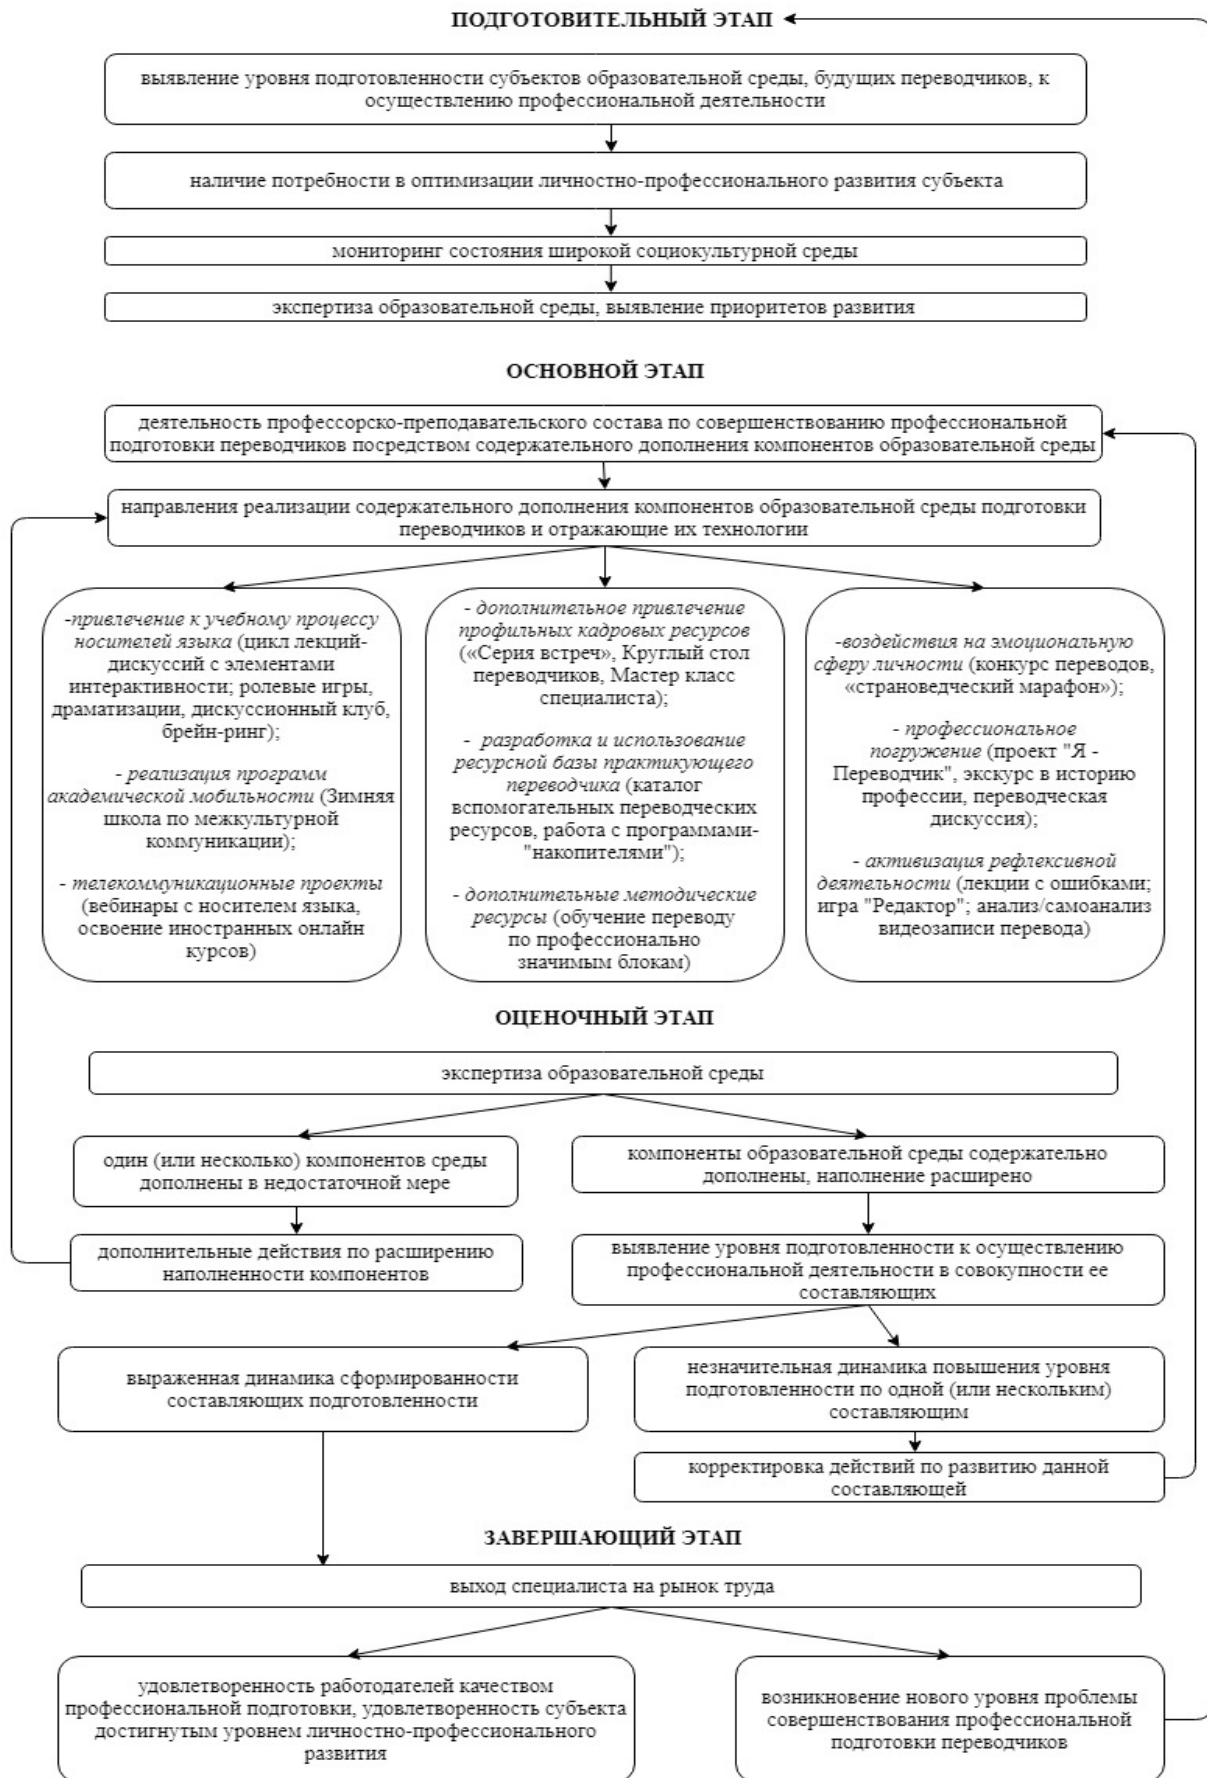 ПОДГОТОВИТЕЛЬНЫЙ ЭТАП
выявление уровня подготовленности субъектов образовательной среды, будущих переводчиков, к
осуществлению профессиональной деятельности
наличие потребности в оптимизации личностно-профессионального развития субъекта
мониторинг состояния широкой социокультурной среды
экспертиза образовательной среды, выявление приоритетов развития
ОСНОВНОЙ ЭТАП
деятельность профессорско-преподавательского состава по совершенствованию профессиональной
подготовки переводчиков посредством содержательного дополнения компонентов образовательной среды
направления реализации содержательного дополнения компонентов образовательной среды подготовки
переводчиков и отражающие их технологии
-привлечение к учебному процессу
носителей языка (цикл лекций-
дискуссий с элементами
интерактивности; ролевые игры,
драматизации, дискуссионный клуб,
брейн-ринг);
- реализация программ
академической мобильности (Зимняя
школа по межкультурной
коммуникации);
- телекоммуникационные проекты
(вебинары с носителем языка,
освоение иностранных онлайн
курсов)
- дополнительное привлечение
профильных кадровых ресурсов
(«Серия встреч», Круглый стол
переводчиков, Мастер класс
специалиста);
- разработка и использование
ресурсной базы практикующего
переводчика (каталог
вспомогательных переводческих
ресурсов, работа с программами-
"накопителями");
- дополнительные методические
ресурсы (обучение переводу
по профессионально
значимым блокам)
-воздействия на эмоциональную
сферу личности (конкурс переводов,
«страноведческий марафон»);
- профессиональное
погружение (проект "Я -
Переводчик", экскурс в историю
профессии, переводческая
дискуссия);
- активизация рефлексивной
деятельности (лекции с ошибками;
игра "Редактор"; анализ/самоанализ
видеозаписи перевода)
ОЦЕНОЧНЫЙ ЭТАП
экспертиза образовательной среды
один (или несколько) компонентов среды
дополнены в недостаточной мере
компоненты образовательной среды содержательно
дополнены, наполнение расширено
дополнительные действия по расширению
наполненности компонентов
выявление уровня подготовленности к осуществлению
профессиональной деятельности в совокупности ее
составляющих
выраженная динамика сформированности
составляющих подготовленности
незначительная динамика повышения уровня
подготовленности по одной (или нескольким)
составляющим
корректировка действий по развитию данной
составляющей
ЗАВЕРШАЮЩИЙ ЭТАП
выход специалиста на рынок труда
удовлетворенность работодателей качеством
профессиональной подготовки, удовлетворенность субъекта
достигнутым уровнем личностно-профессионального
развития
возникновение нового уровня проблемы
совершенствования профессиональной
подготовки переводчиков